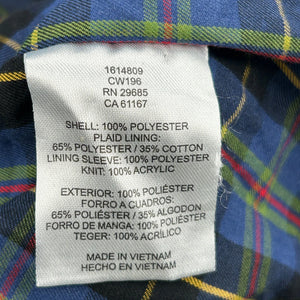 1614809
CW196
RN 29685
CA 61167
SHELL: 100% POLYESTER
PLAID LINING:
65% POLYESTER / 35% COTTON
LINING SLEEVE: 100% POLYESTER
KNIT: 100% ACRYLIC
EXTERIOR: 100% POLIÉSTER
FORRO A CUADROS:
65% POLIÉSTER / 35% ALGODON
FORRO DE MANGA: 100% POLIÉSTER
TEGER: 100% ACRÍLICO
MADE IN VIETNAM
HECHO EN VIETNAM